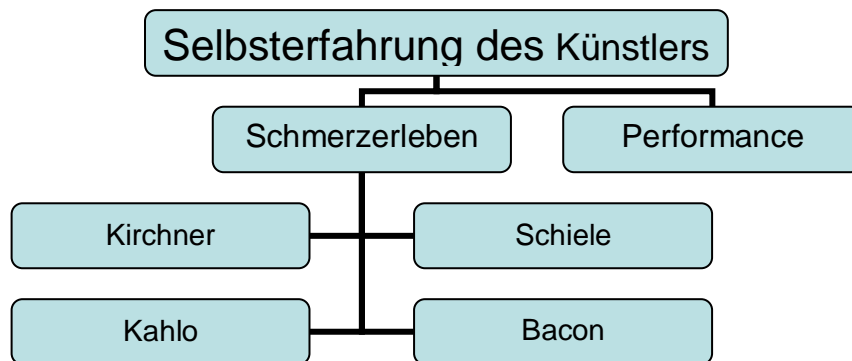 Selbsterfahrung des Künstlers
Schmerzerleben
Performance
Kirchner
Schiele
Kahlo
Bacon